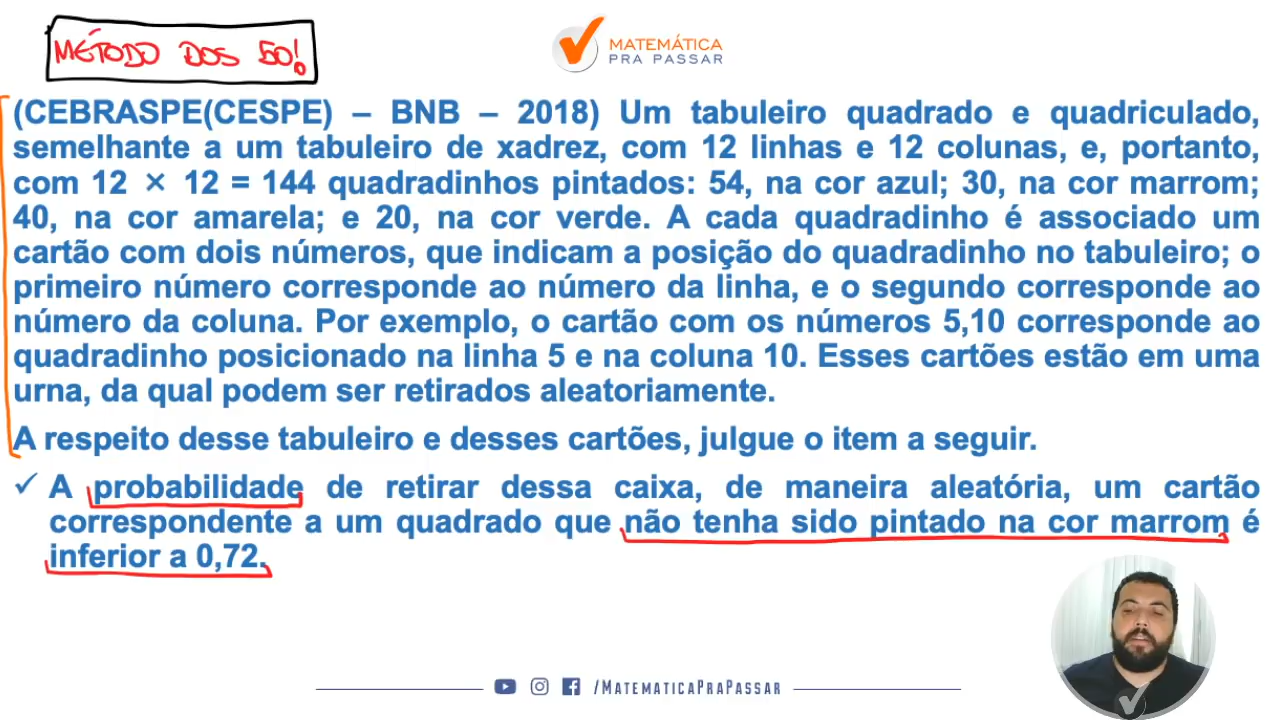 MÉTODO DOS 50!
MATEMÁTICA
PRA PASSAR
(CEBRASPE(CESPE) – BNB – 2018) Um tabuleiro quadrado e quadriculado,
semelhante a um tabuleiro de xadrez, com 12 linhas e 12 colunas, e, portanto,
com 12 × 12 = 144 quadradinhos pintados: 54, na cor azul; 30, na cor marrom;
40, na cor amarela; e 20, na cor verde. A cada quadradinho é associado um
cartão com dois números, que indicam a posição do quadradinho no tabuleiro; o
primeiro número corresponde ao número da linha, e o segundo corresponde ao
número da coluna. Por exemplo, o cartão com os números 5,10 corresponde ao
quadradinho posicionado na linha 5 e na coluna 10. Esses cartões estão em uma
urna, da qual podem ser retirados aleatoriamente.
A respeito desse tabuleiro e desses cartões, julgue o item a seguir.
✓ A probabilidade de retirar dessa caixa, de maneira aleatória, um cartão
correspondente a um quadrado que não tenha sido pintado na cor marrom é
inferior a 0,72.
/MATEMATICAPRAPASSAR